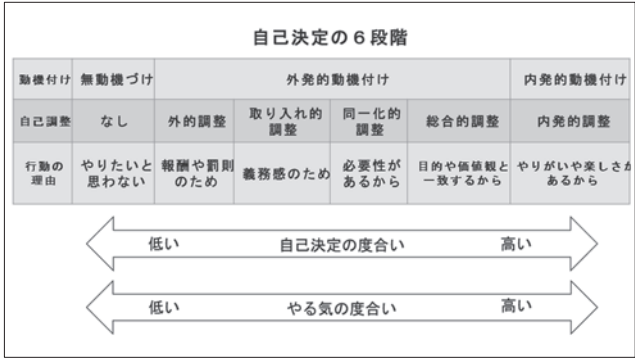 自己決定の６段階
動機付け 無動機づけ 外発的動機付け 内発的動機付け
自己調整 なし 外的調整 取り入れ的調整 同一化的調整 総合的調整 内発的調整
行動の理由 やりたいと思わない 報酬や罰則のため 義務感のため 必要性があるから 目的や価値観と一致するから やりがいや楽しさがあるから
低い 自己決定の度合い 高い
低い やる気の度合い 高い